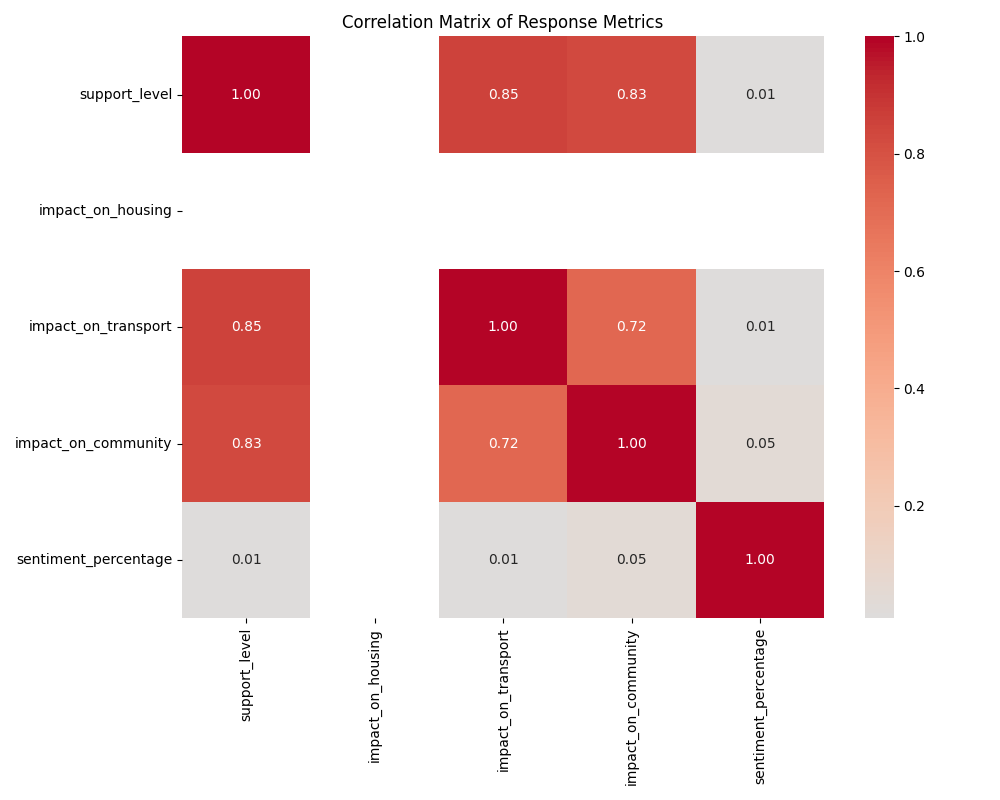 Correlation Matrix of Response Metrics
support_level
1.00
0.85
0.83
0.01
impact_on_housing
impact_on_transport
0.85
1.00
0.72
0.01
impact_on_community
0.83
0.72
1.00
0.05
sentiment_percentage
0.01
0.01
0.05
1.00
support_level
impact_on_housing
impact_on_transport
impact_on_community
sentiment_percentage
1.0
0.8
0.6
0.4
0.2